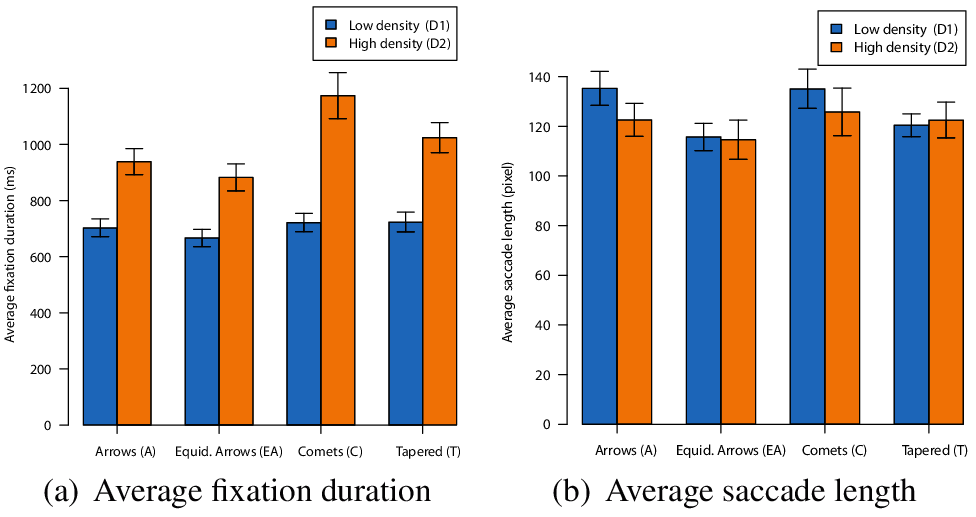 Low density (D1)
High density (D2)
Average fixation duration (ms)
1200
1000
800
600
400
200
0
Arrows (A) Equid. Arrows (EA) Comets (C) Tapered (T)
(a) Average fixation duration
Low density (D1)
High density (D2)
Average saccade length (pixel)
140
120
100
80
60
40
20
0
Arrows (A) Equid. Arrows (EA) Comets (C) Tapered (T)
(b) Average saccade length